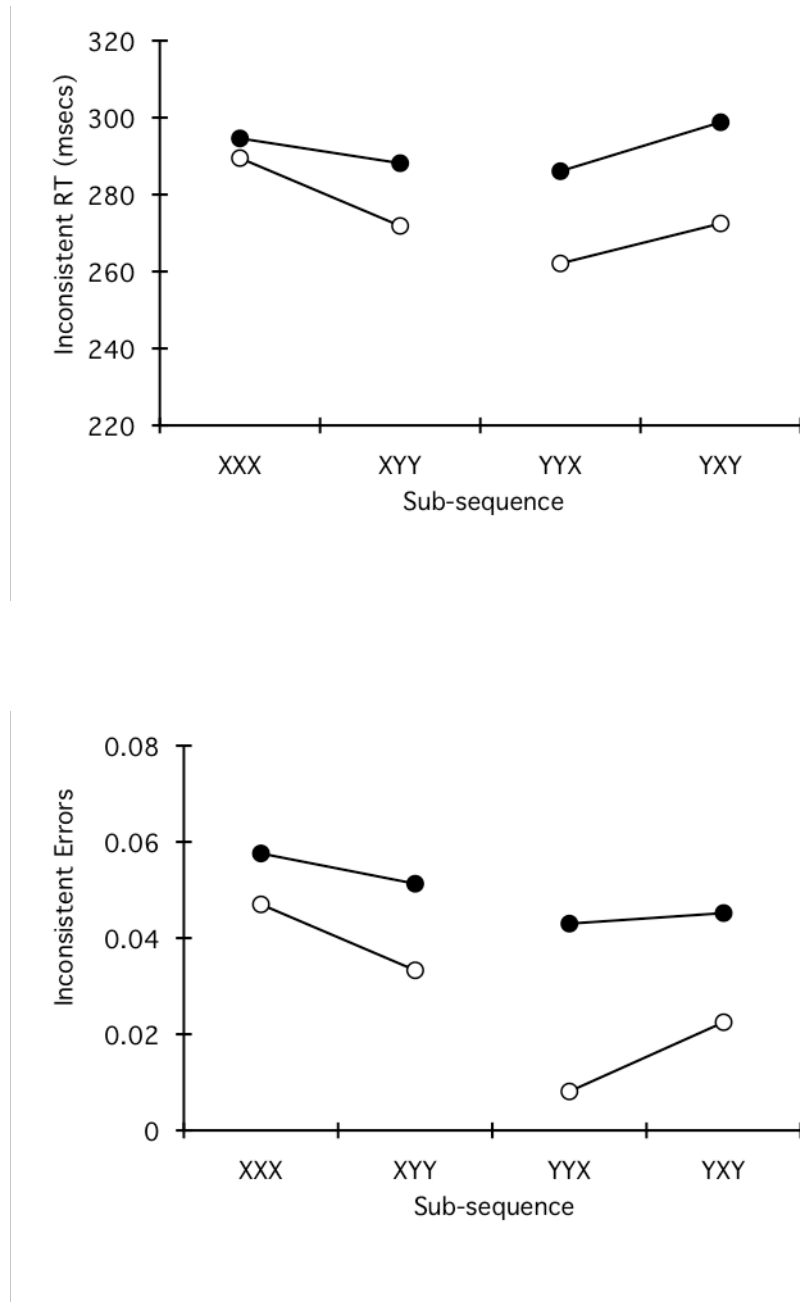 320
300
280
260
240
220
Inconsistent RT (msecs)
XXX XYY YYX YXY
Sub-sequence
0.08
0.06
0.04
0.02
0
Inconsistent Errors
XXX XYY YYX YXY
Sub-sequence